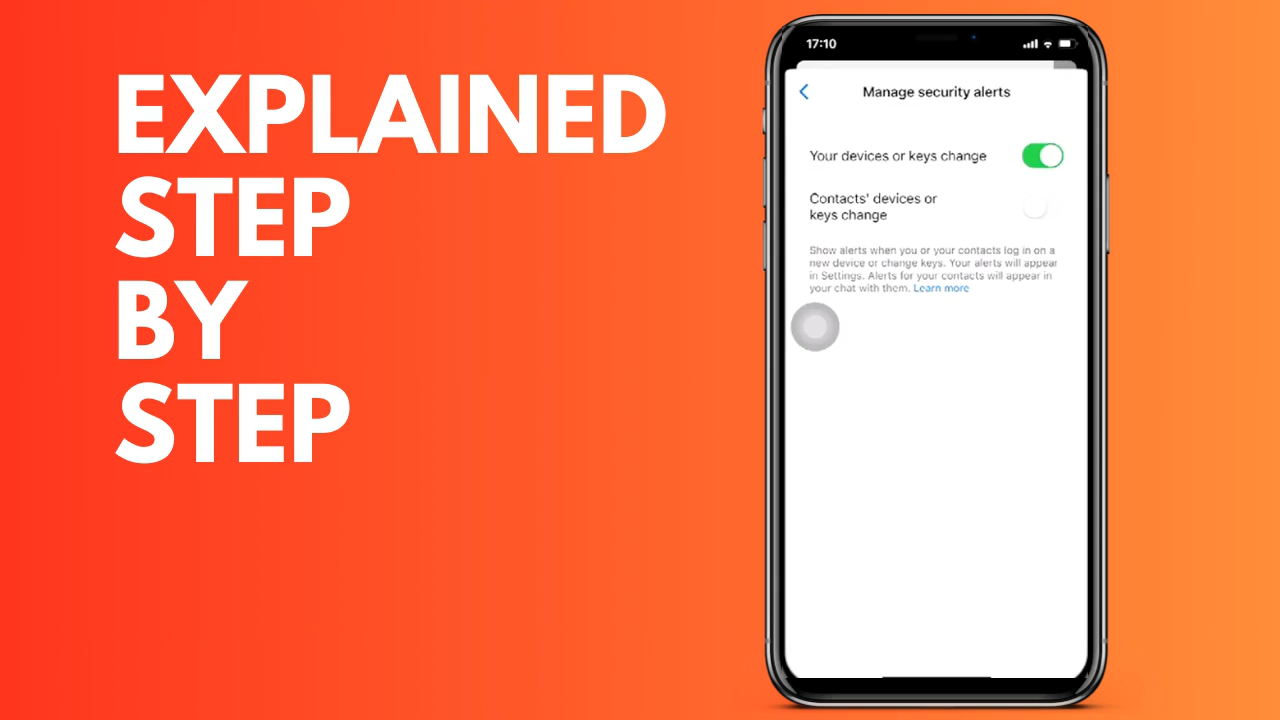 EXPLAINED
STEP
BY
STEP
17:10
Manage security alerts
Your devices or keys change
Contacts' devices or
keys change
Show alerts when you or your contacts log in on a
new device or change keys. Your alerts will appear
in Settings. Alerts for your contacts will appear in
your chat with them. Learn more